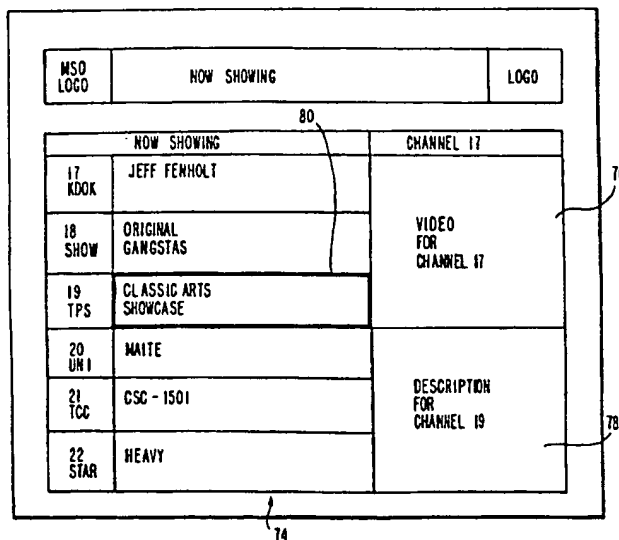 MSO LOGO NOW SHOWING LOGO
80
NOW SHOWING CHANNEL 17
17 KDOK JEFF FENHOLT
18 SHOW ORIGINAL GANGSTAS
19 TPS CLASSIC ARTS SHOWCASE
VIDEO FOR CHANNEL 17
20 UNI MAITE
21 TCC CSC - 1501
22 STAR HEAVY
DESCRIPTION FOR CHANNEL 19
78
74